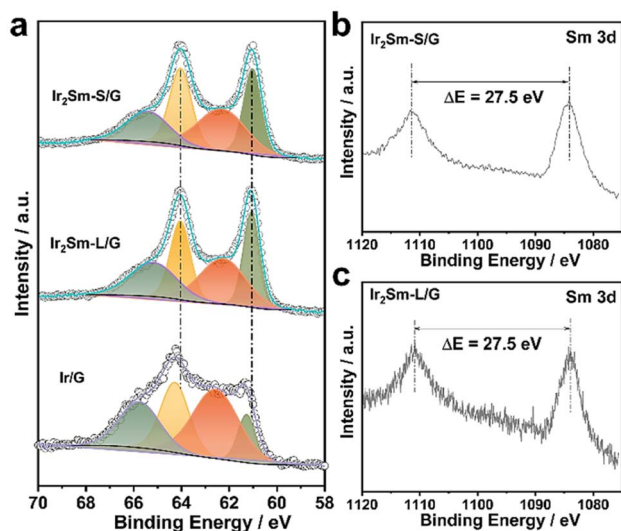 a
Ir₂Sm-S/G
Ir₂Sm-L/G
Ir/G
Intensity / a.u.
70 68 66 64 62 60 58
Binding Energy / eV
b
Ir₂Sm-S/G
Sm 3d
ΔE = 27.5 eV
Intensity / a.u.
1120 1110 1100 1090 1080
Binding Energy / eV
c
Ir₂Sm-L/G
Sm 3d
ΔE = 27.5 eV
Intensity / a.u.
1120 1110 1100 1090 1080
Binding Energy / eV